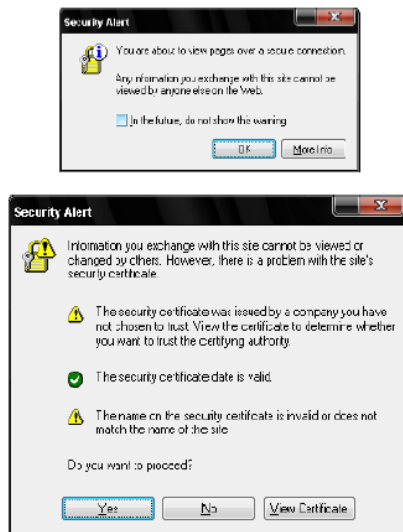 Security Alert
You are about to view pages over a secure connection.
Any information you exchange with this site cannot be
viewed by anyone else on the Web.
In the future, do not show this warning
OK
More Info
Security Alert
Information you exchange with this site cannot be viewed or
changed by others. However, there is a problem with the site's
security certificate.
The security certificate was issued by a company you have
not chosen to trust. View the certificate to determine whether
you want to trust the certifying authority.
The security certificate date is valid.
The name on the security certificate is invalid or does not
match the name of the site
Do you want to proceed?
Yes
No
View Certificate